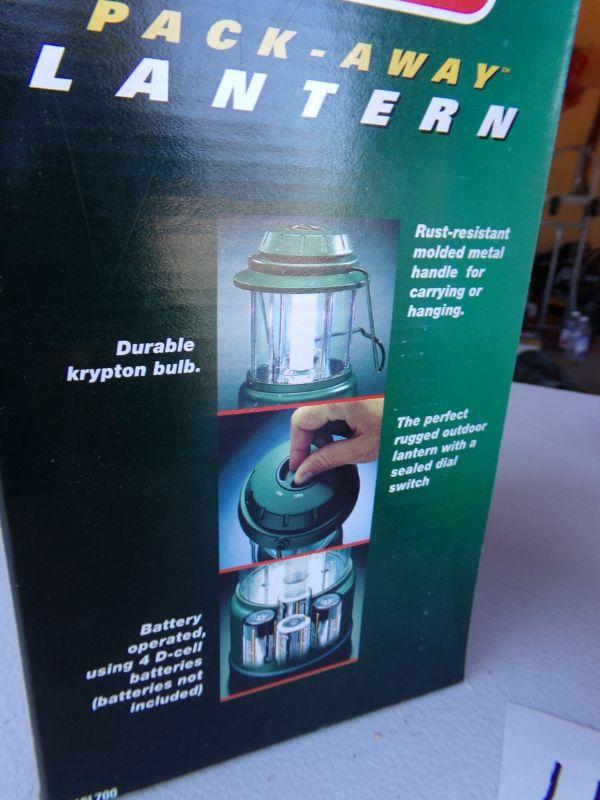 PACK-AWAY™
LANTERN
Rust-resistant
molded metal
handle for
carrying or
hanging.
Durable
krypton bulb.
The perfect
rugged outdoor
lantern with a
sealed dial
switch
Battery
operated,
using 4 D-cell
batteries
(batteries not
included)